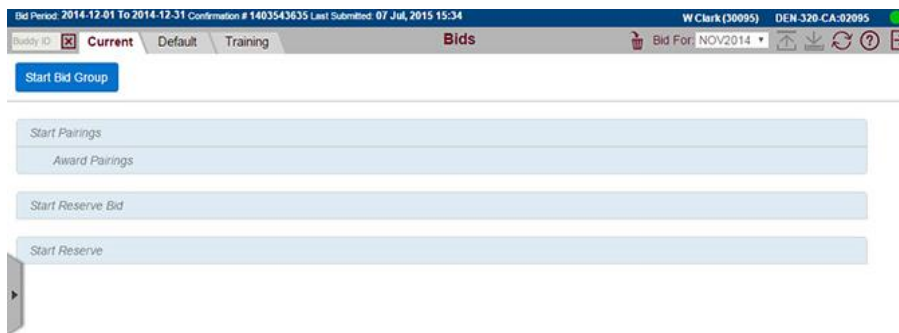 Bid Period: 2014-12-01 To 2014-12-31 Confirmation # 1403543635 Last Submitted: 07 Jul, 2015 15:34 W Clark (30095) DEN-320-CA:02095
Buddy ID Current Default Training Bids Bid For: NOV2014
Start Bid Group
Start Pairings
Award Pairings
Start Reserve Bid
Start Reserve